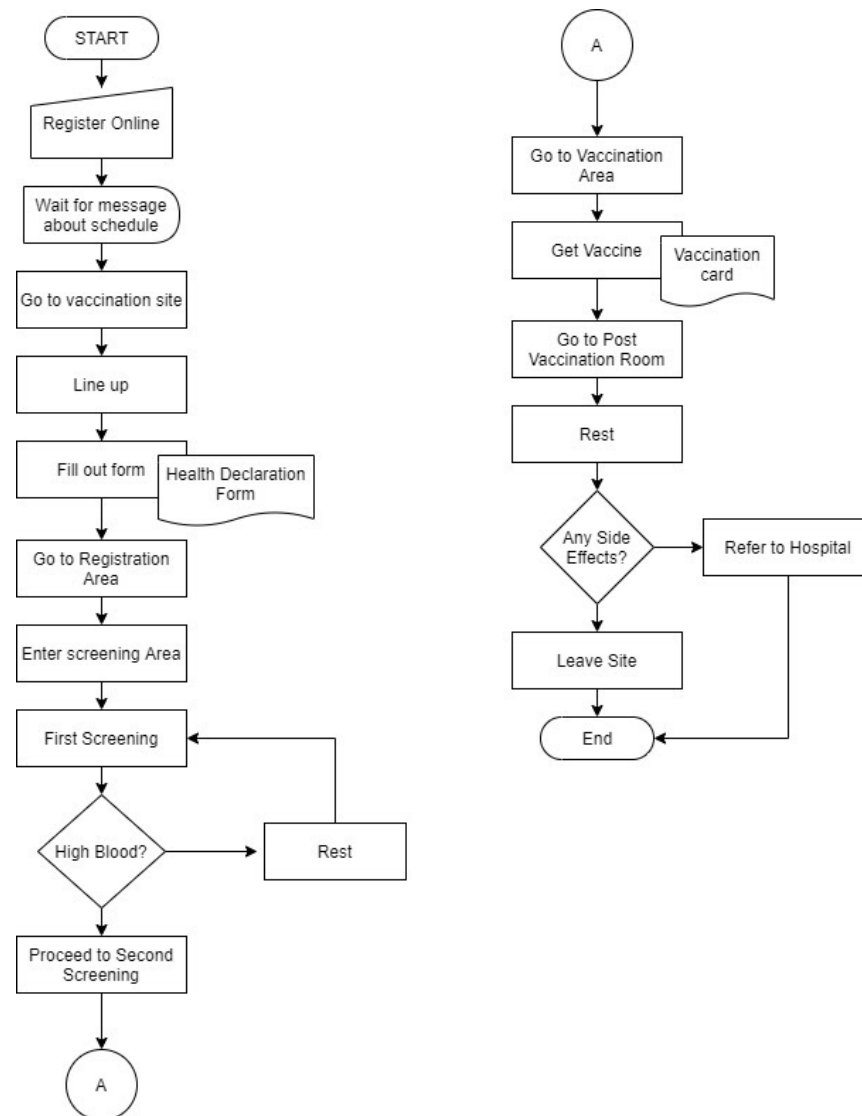 START
Register Online
Wait for message
about schedule
Go to vaccination site
Line up
Fill out form
Health Declaration
Form
Go to Registration
Area
Enter screening Area
First Screening
High Blood?
Rest
Proceed to Second
Screening
A
A
Go to Vaccination
Area
Get Vaccine
Vaccination
card
Go to Post
Vaccination Room
Rest
Any Side
Effects?
Refer to Hospital
Leave Site
End